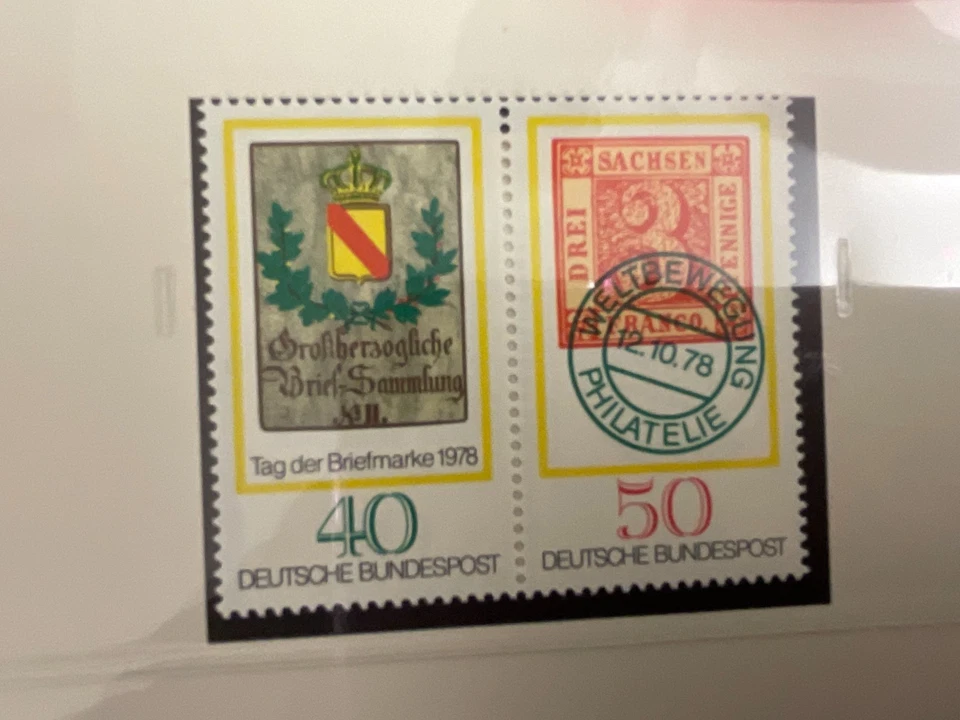 Großherzogliche
Brief-Sammlung
Tag der Briefmarke 1978
40
DEUTSCHE BUNDESPOST
SACHSEN
DREI
3
PFENNIGE
FRANCO
WELTBEWEGUNG
12.10.78
PHILATELIE
50
DEUTSCHE BUNDESPOST